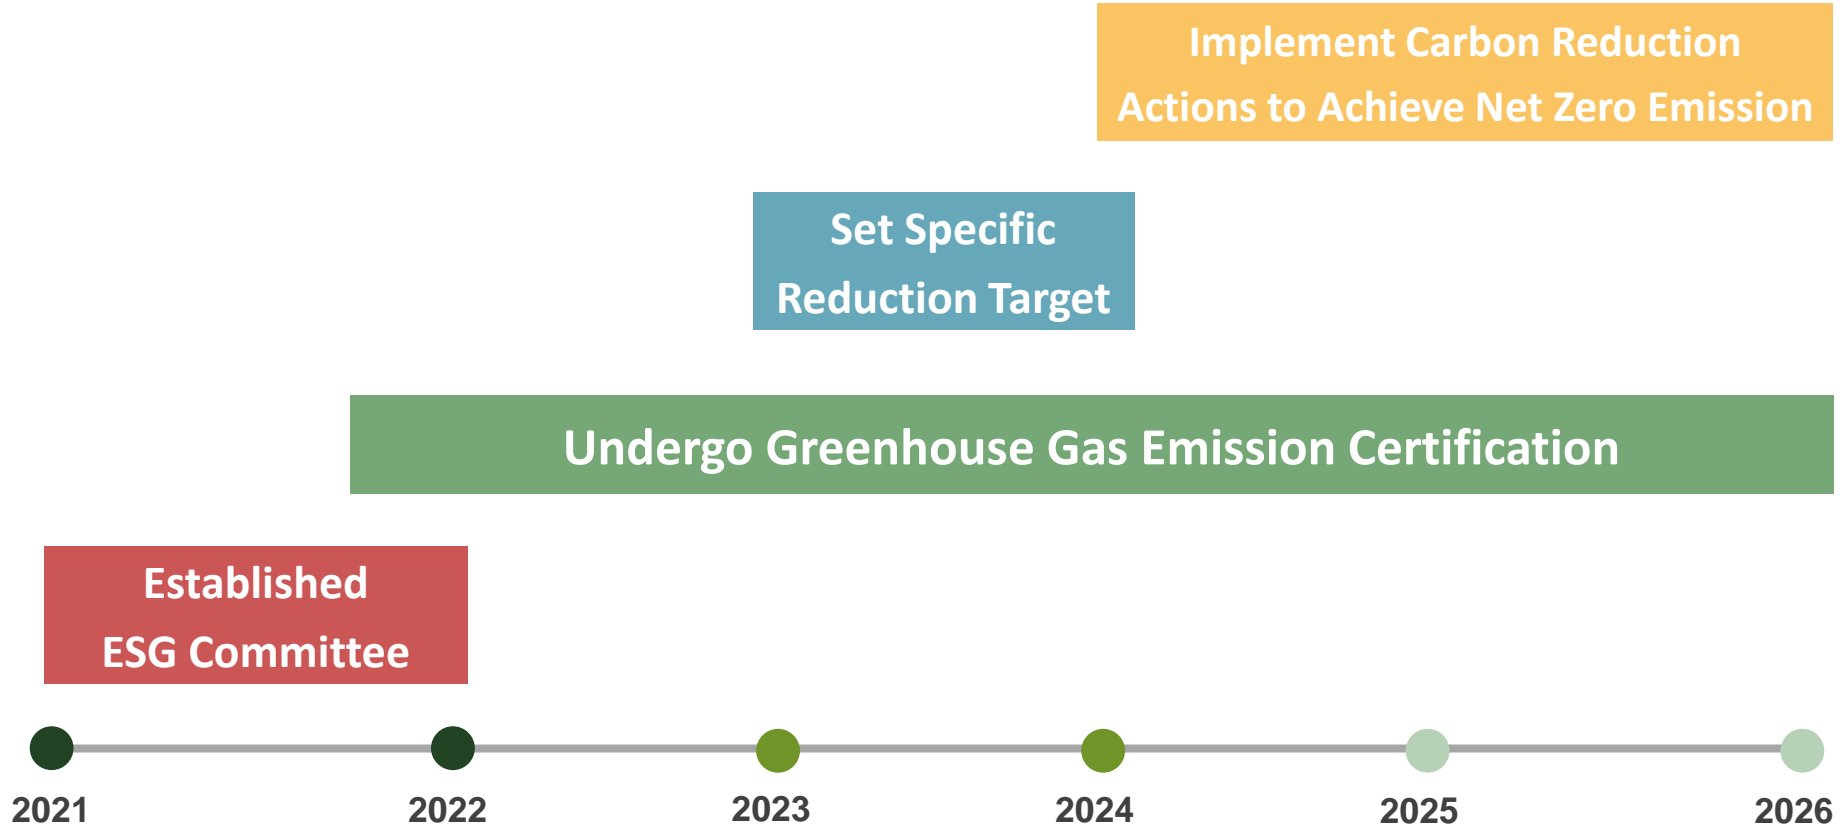 Implement Carbon Reduction
Actions to Achieve Net Zero Emission
Set Specific
Reduction Target
Undergo Greenhouse Gas Emission Certification
Established
ESG Committee
2021 2022 2023 2024 2025 2026